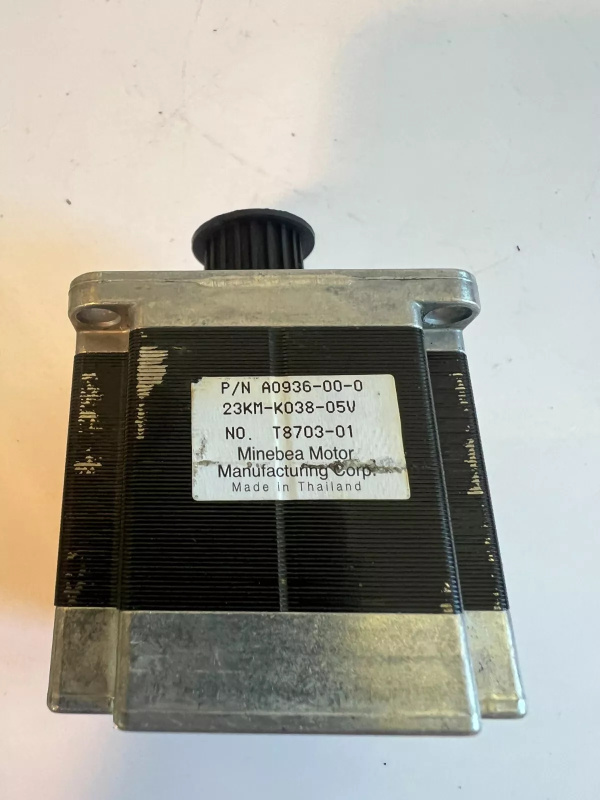 P/N A0936-00-0
23KM-K038-05V
NO. T8703-01
Minebea Motor
Manufacturing Corp.
Made in Thailand